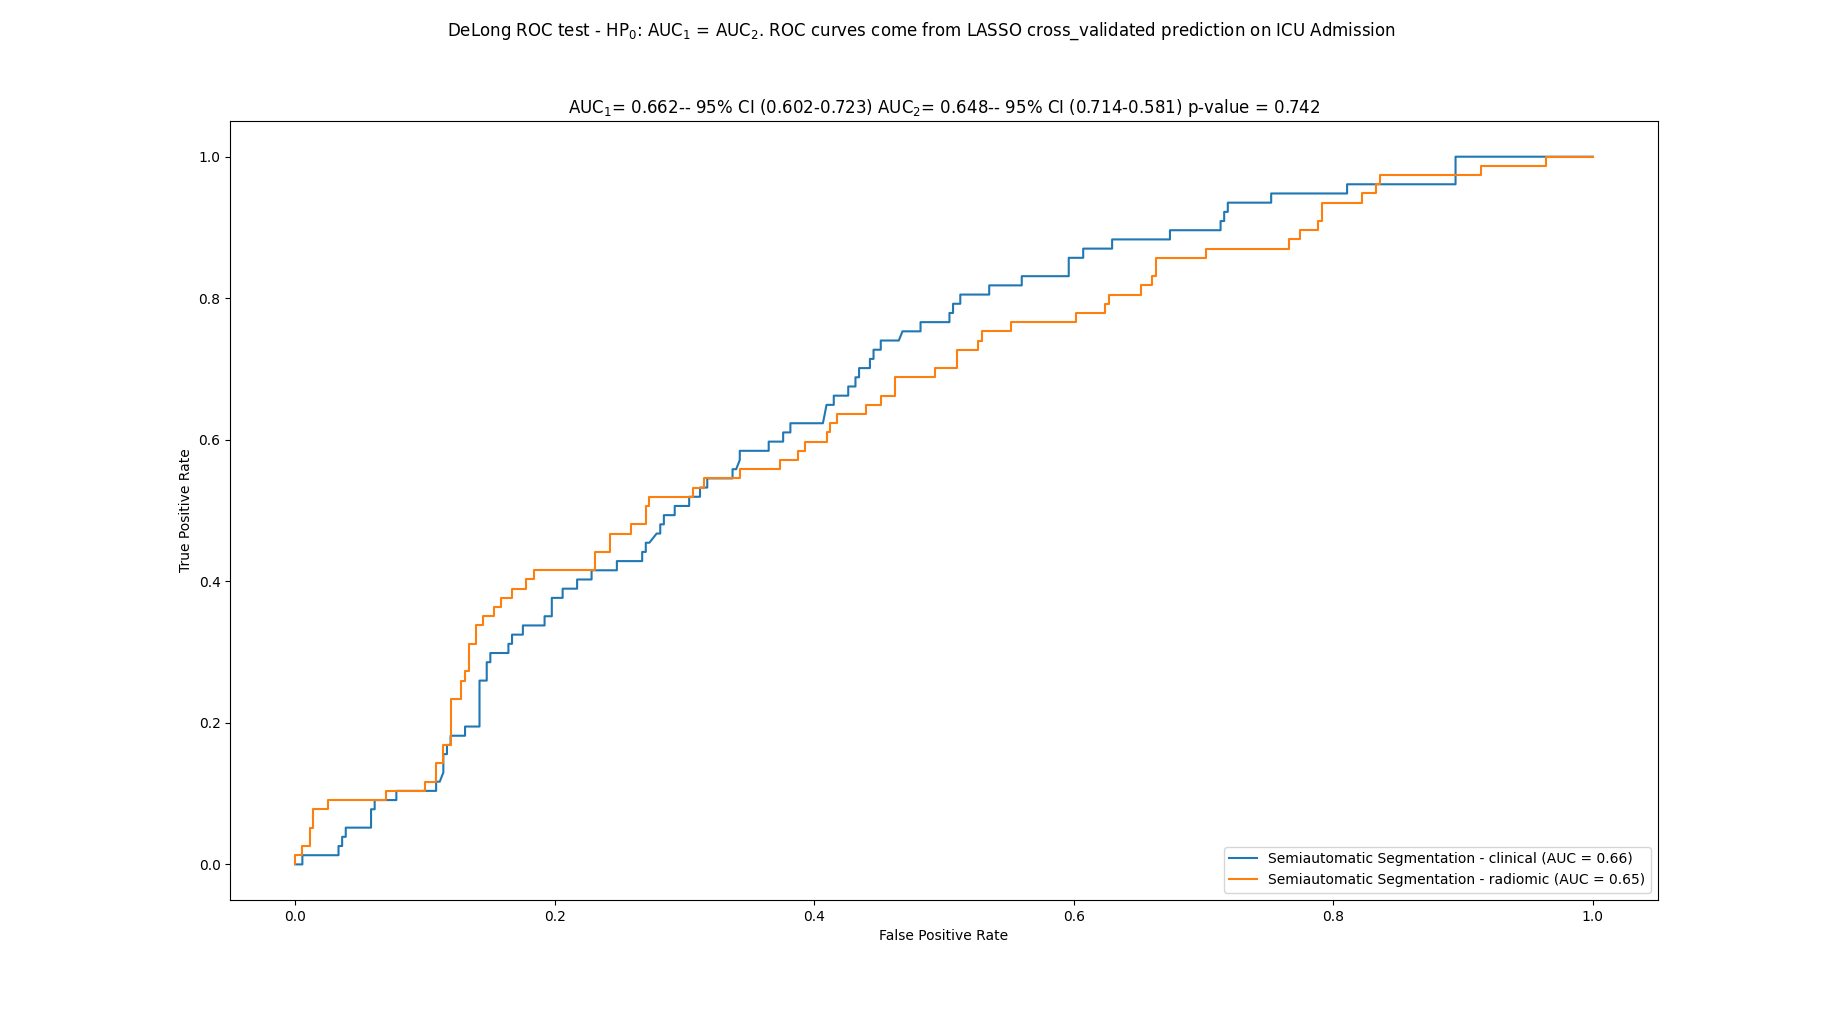 DeLong ROC test - HP₀: AUC₁ = AUC₂. ROC curves come from LASSO cross_validated prediction on ICU Admission
AUC₁= 0.662-- 95% CI (0.602-0.723) AUC₂= 0.648-- 95% CI (0.714-0.581) p-value = 0.742
1.0
0.8
0.6
0.4
0.2
0.0
True Positive Rate
Semiautomatic Segmentation - clinical (AUC = 0.66)
Semiautomatic Segmentation - radiomic (AUC = 0.65)
0.0 0.2 0.4 0.6 0.8 1.0
False Positive Rate